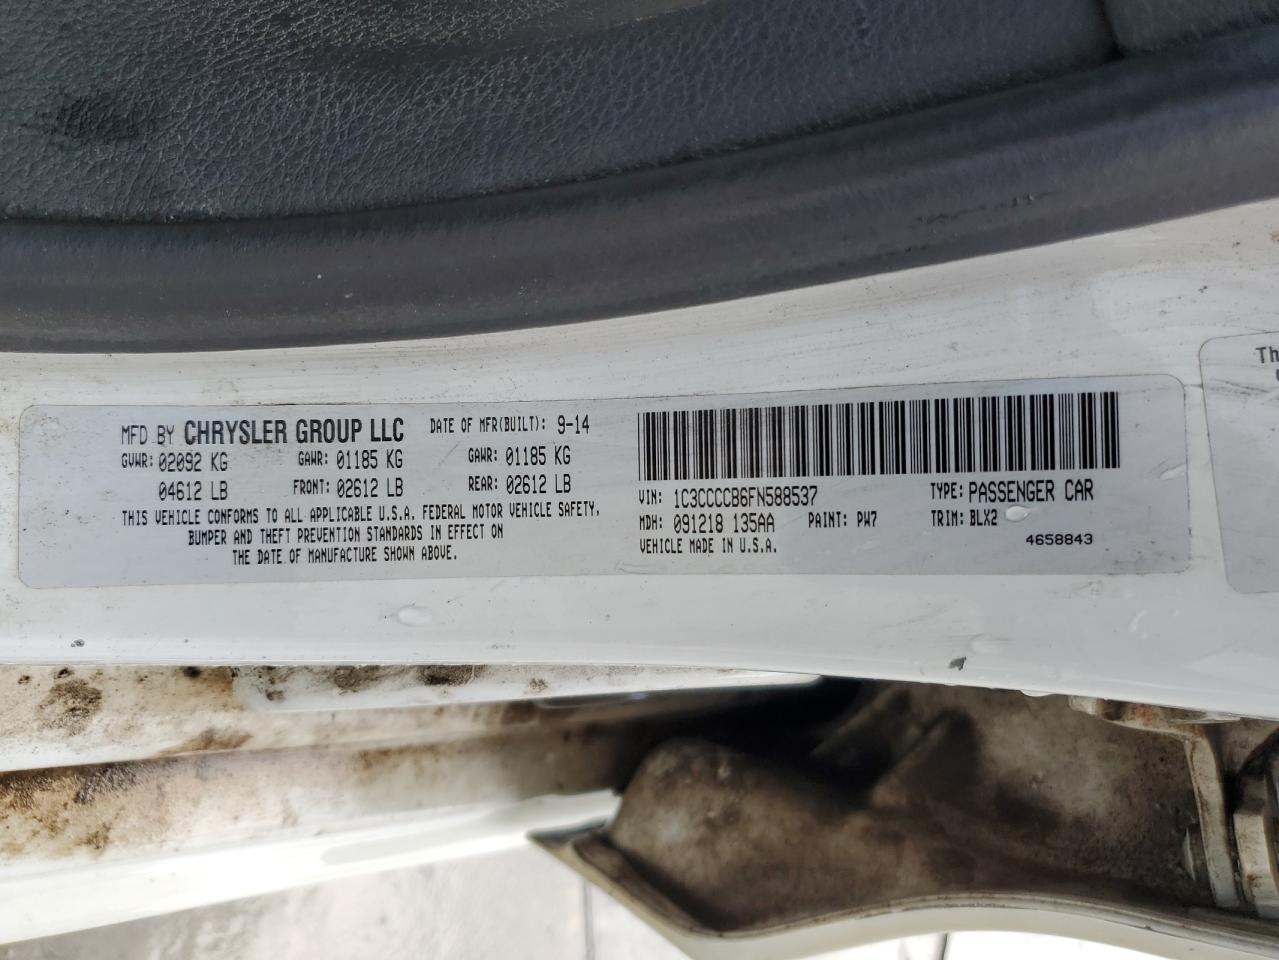 MFD BY CHRYSLER GROUP LLC DATE OF MFR(BUILT): 9-14
GVWR: 02092 KG GAWR: 01185 KG GAWR: 01185 KG
04612 LB FRONT: 02612 LB REAR: 02612 LB
THIS VEHICLE CONFORMS TO ALL APPLICABLE U.S.A. FEDERAL MOTOR VEHICLE SAFETY,
BUMPER AND THEFT PREVENTION STANDARDS IN EFFECT ON
THE DATE OF MANUFACTURE SHOWN ABOVE.
VIN: 1C3CCCCB6FN588537 TYPE: PASSENGER CAR
MDH: 091218 135AA PAINT: PW7 TRIM: BLX2
VEHICLE MADE IN U.S.A. 4658843
Th